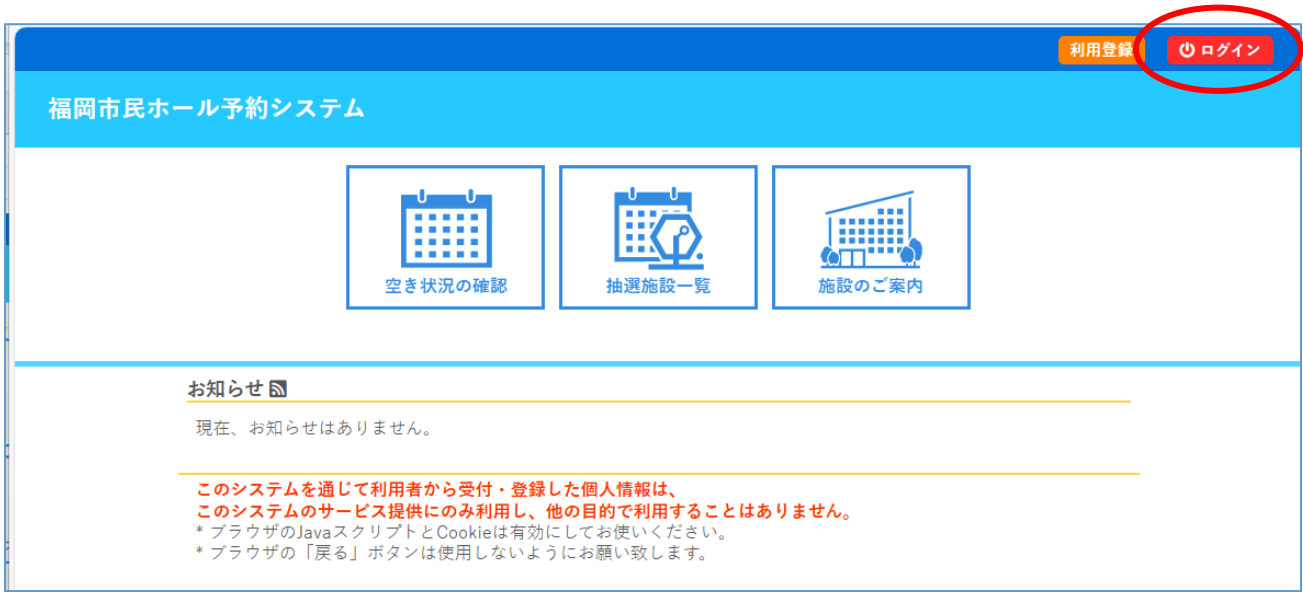 利用登録
ログイン
福岡市民ホール予約システム
空き状況の確認
抽選施設一覧
施設のご案内
お知らせ
現在、お知らせはありません。
このシステムを通じて利用者から受付・登録した個人情報は、
このシステムのサービス提供にのみ利用し、他の目的で利用することはありません。
* ブラウザのJavaスクリプトとCookieは有効にしてお使いください。
* ブラウザの「戻る」ボタンは使用しないようにお願い致します。